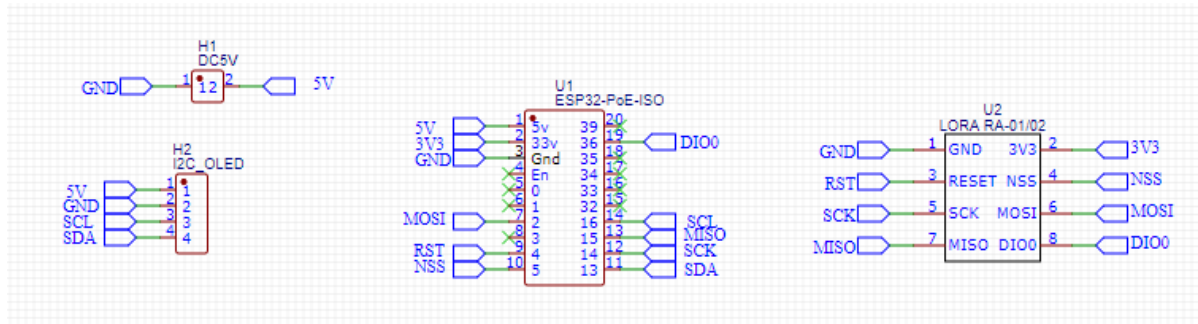 H1
DC5V
GND 1 12 2 5V
H2
I2C_OLED
5V 1 1
GND 2 2
SCL 3 3
SDA 4 4
U1
ESP32-PoE-ISO
5V 1 5v 39 20
3V3 2 33v 36 19 DIO0
GND 3 Gnd 35 18
4 En 34 17
5 0 33 16
6 1 32 15
MOSI 7 2 16 14 SCL
8 3 15 13 MISO
RST 9 4 14 12 SCK
NSS 10 5 13 11 SDA
U2
LORA RA-01/02
GND 1 GND 3V3 2 3V3
RST 3 RESET NSS 4 NSS
SCK 5 SCK MOSI 6 MOSI
MISO 7 MISO DIO0 8 DIO0